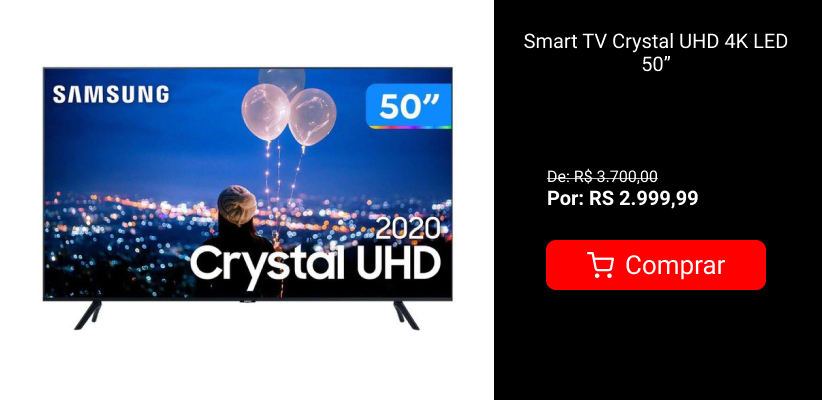 SAMSUNG
50”
2020
Crystal UHD
Smart TV Crystal UHD 4K LED
50”
De: R$ 3.700,00
Por: RS 2.999,99
Comprar